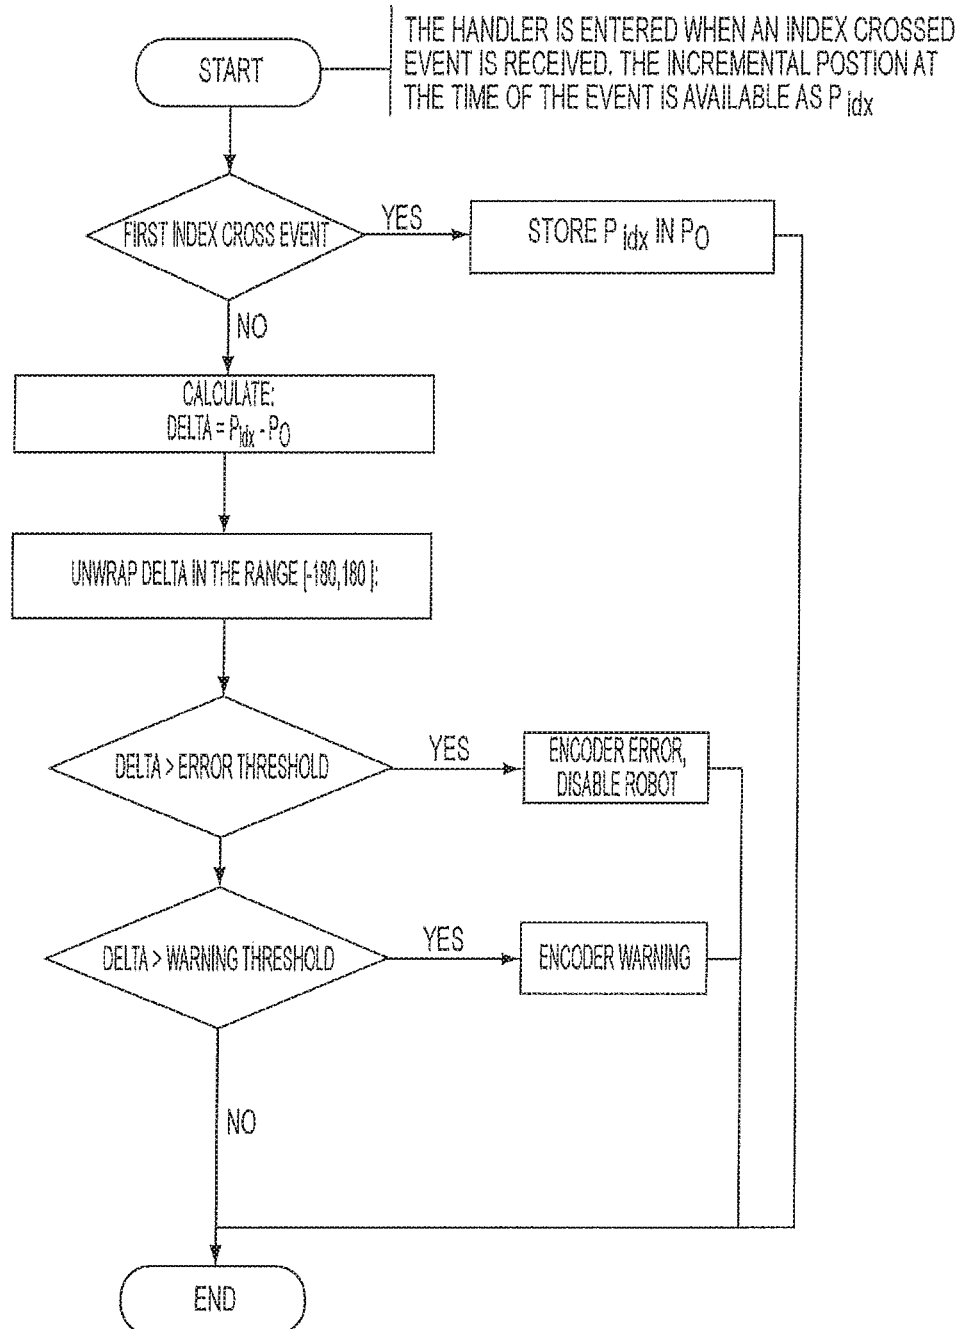 START
THE HANDLER IS ENTERED WHEN AN INDEX CROSSED
EVENT IS RECEIVED. THE INCREMENTAL POSTION AT
THE TIME OF THE EVENT IS AVAILABLE AS P idx
FIRST INDEX CROSS EVENT
YES
STORE P idx IN PO
NO
CALCULATE:
DELTA = Pidx - PO
UNWRAP DELTA IN THE RANGE [-180,180 ]:
DELTA > ERROR THRESHOLD
YES
ENCODER ERROR,
DISABLE ROBOT
DELTA > WARNING THRESHOLD
YES
ENCODER WARNING
NO
END